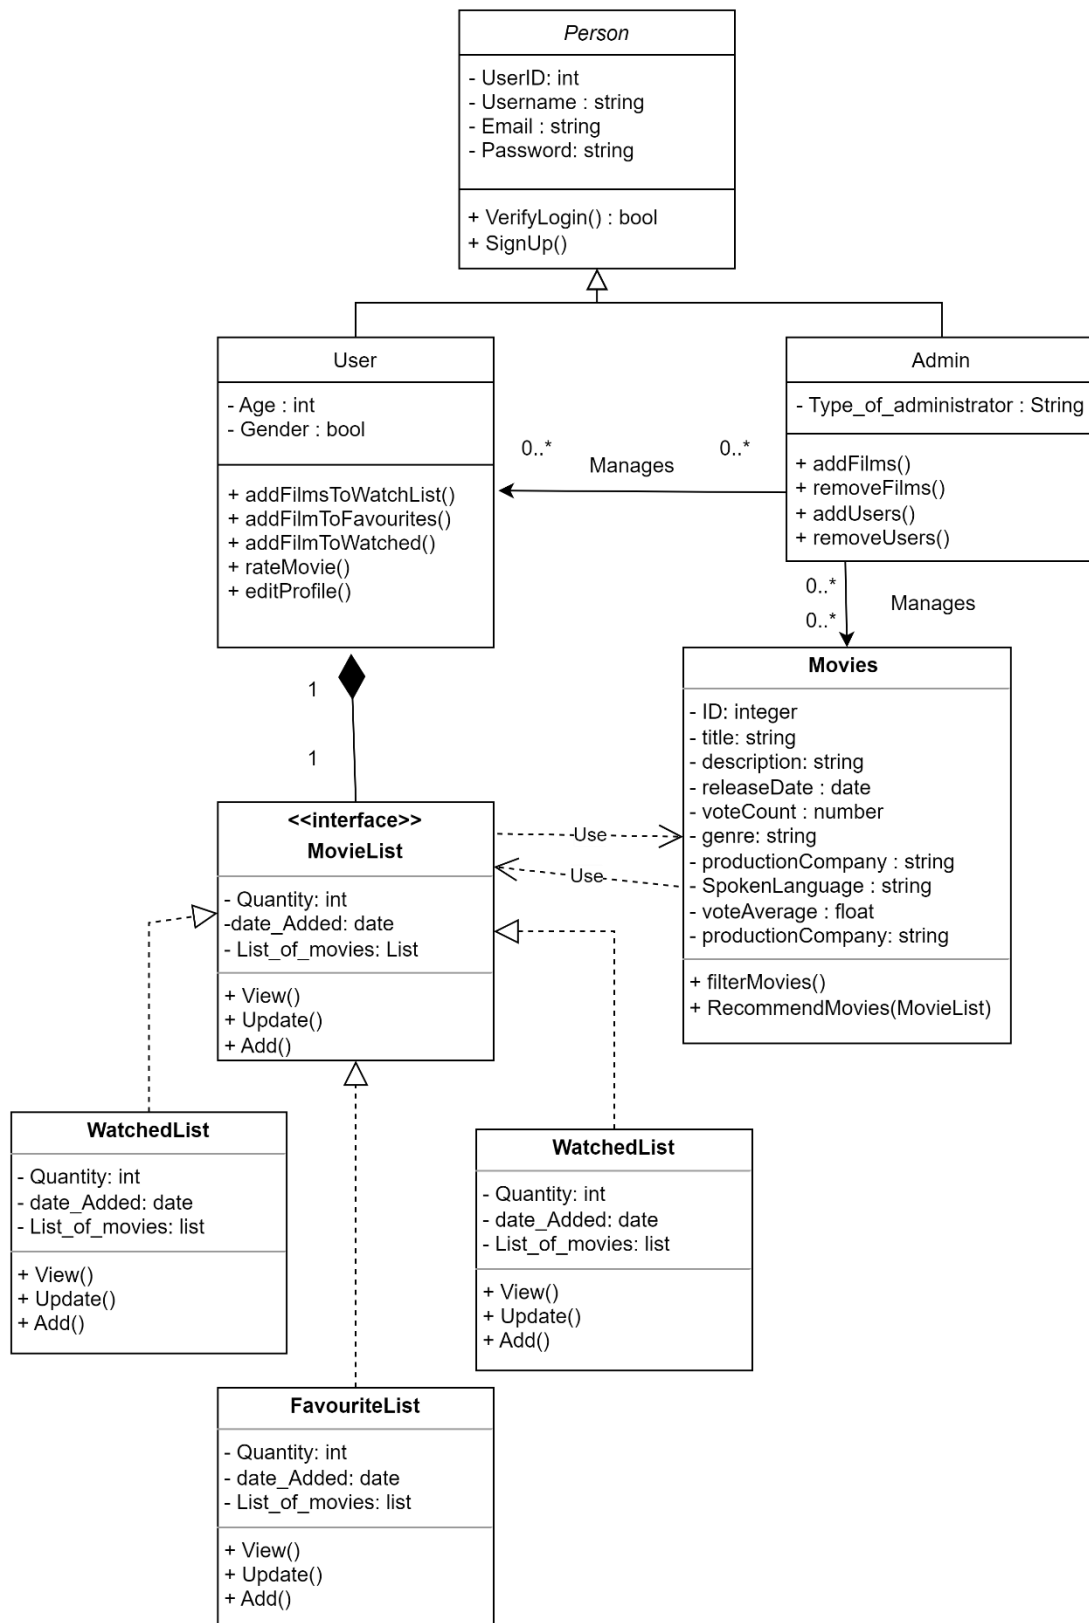 Person
- UserID: int
- Username : string
- Email : string
- Password: string
+ VerifyLogin() : bool
+ SignUp()
User
- Age : int
- Gender : bool
+ addFilmsToWatchList()
+ addFilmToFavourites()
+ addFilmToWatched()
+ rateMovie()
+ editProfile()
0..*
Manages
0..*
Admin
- Type_of_administrator : String
+ addFilms()
+ removeFilms()
+ addUsers()
+ removeUsers()
0..*
Manages
0..*
1
1
Movies
- ID: integer
- title: string
- description: string
- releaseDate : date
- voteCount : number
- genre: string
- productionCompany : string
- SpokenLanguage : string
- voteAverage : float
- productionCompany: string
+ filterMovies()
+ RecommendMovies(MovieList)
<<interface>>
MovieList
- Quantity: int
-date_Added: date
- List_of_movies: List
+ View()
+ Update()
+ Add()
Use
Use
WatchedList
- Quantity: int
- date_Added: date
- List_of_movies: list
+ View()
+ Update()
+ Add()
WatchedList
- Quantity: int
- date_Added: date
- List_of_movies: list
+ View()
+ Update()
+ Add()
FavouriteList
- Quantity: int
- date_Added: date
- List_of_movies: list
+ View()
+ Update()
+ Add()